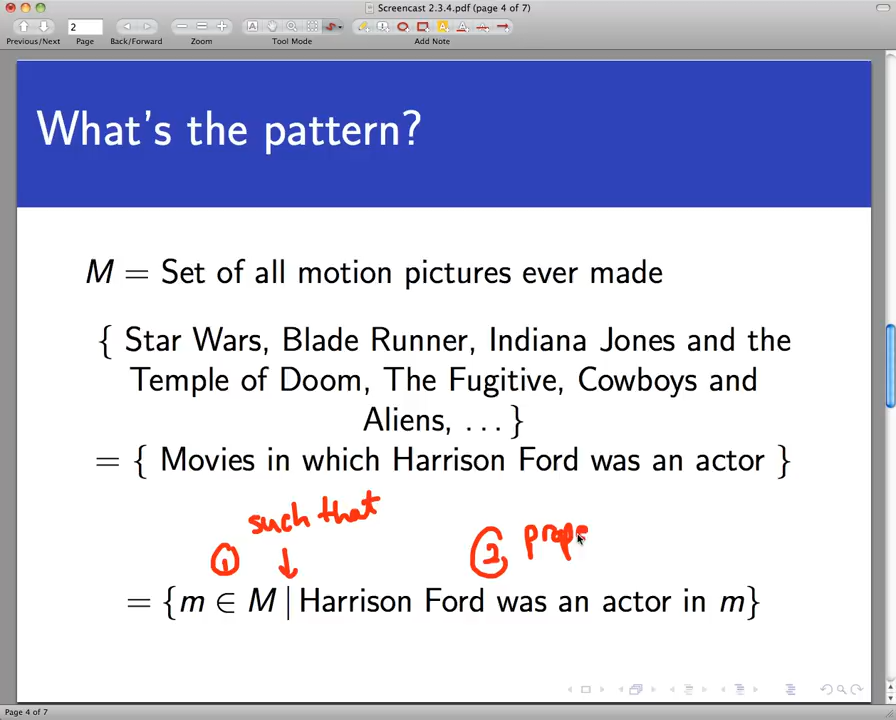 Screencast 2.3.4.pdf (page 4 of 7)
2
Previous/Next Page Back/Forward Zoom Tool Mode Add Note
What's the pattern?
M = Set of all motion pictures ever made
{ Star Wars, Blade Runner, Indiana Jones and the
Temple of Doom, The Fugitive, Cowboys and
Aliens, ... }
= { Movies in which Harrison Ford was an actor }
such that
① ② prope
= {m ∈ M | Harrison Ford was an actor in m}
Page 4 of 7